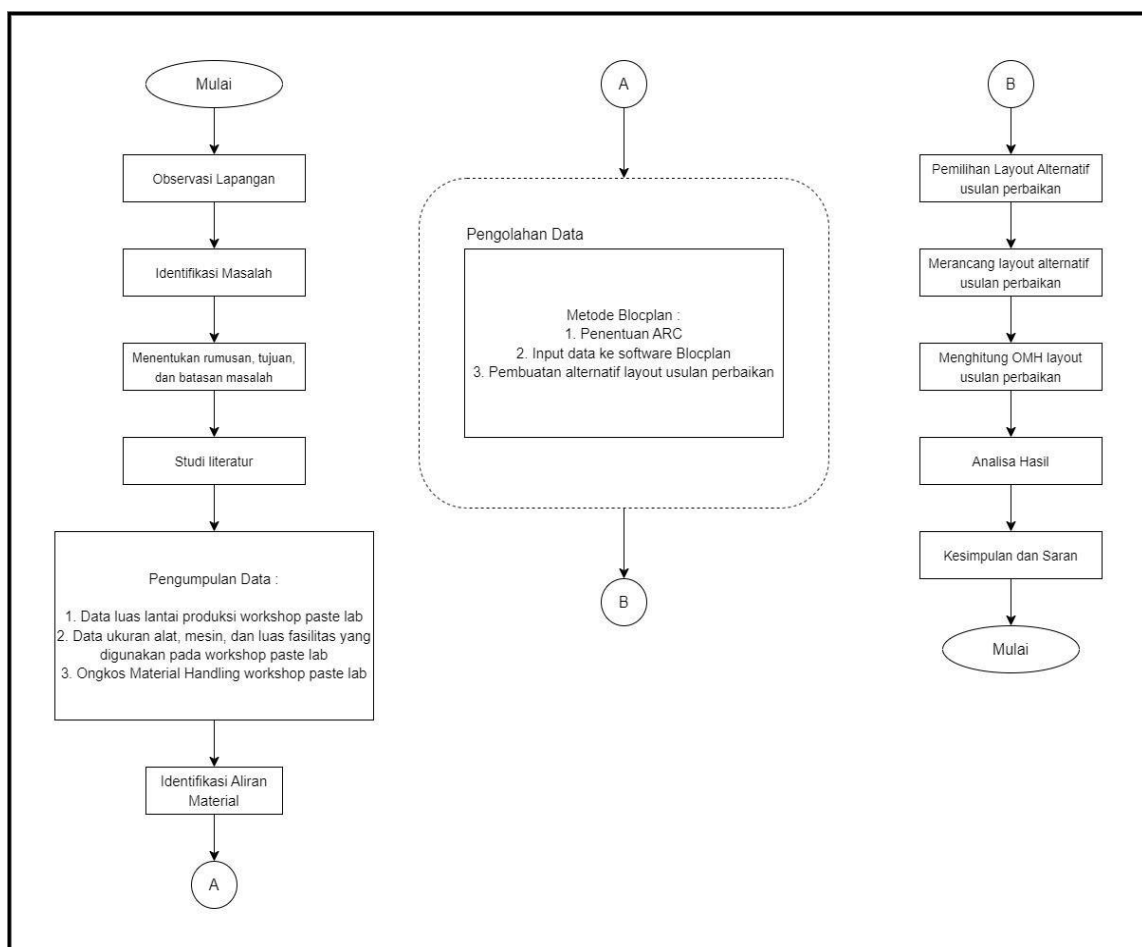 Mulai
Observasi Lapangan
Identifikasi Masalah
Menentukan rumusan, tujuan,
dan batasan masalah
Studi literatur
Pengumpulan Data :
1. Data luas lantai produksi workshop paste lab
2. Data ukuran alat, mesin, dan luas fasilitas yang
digunakan pada workshop paste lab
3. Ongkos Material Handling workshop paste lab
Identifikasi Aliran
Material
A
A
Pengolahan Data
Metode Blocplan :
1. Penentuan ARC
2. Input data ke software Blocplan
3. Pembuatan alternatif layout usulan perbaikan
B
B
Pemilihan Layout Alternatif
usulan perbaikan
Merancang layout alternatif
usulan perbaikan
Menghitung OMH layout
usulan perbaikan
Analisa Hasil
Kesimpulan dan Saran
Mulai